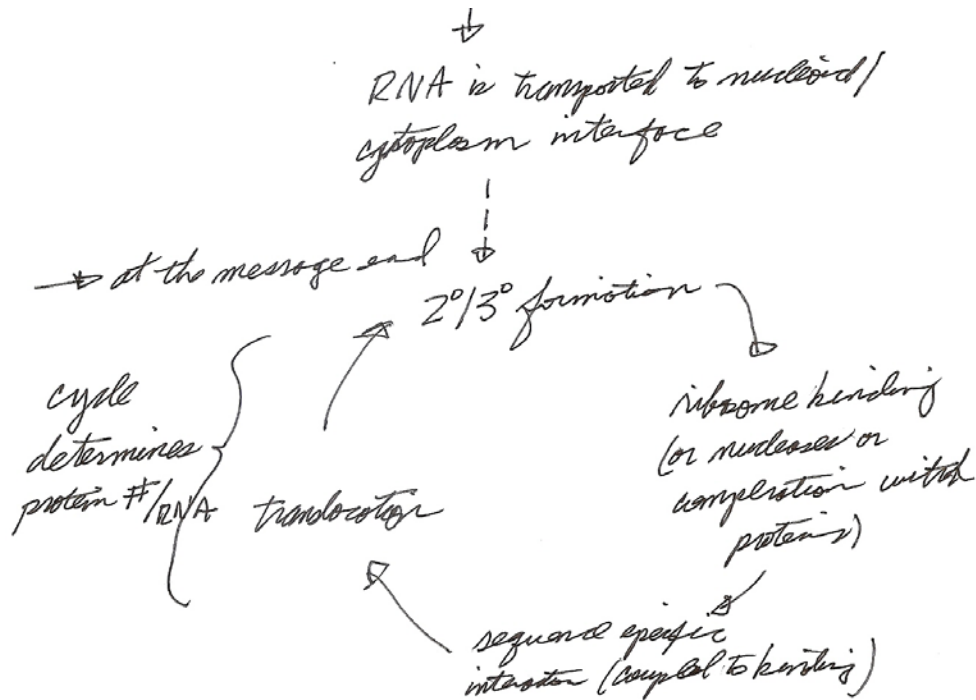 RNA is transported to nucleoid/
cytoplasm interface
→ at the message end
2°/3° formation
ribosome binding
(or nucleases or
competition with
proteins)
cycle
determines
protein #/RNA
translocation
sequence specific
interaction (coupled to binding)